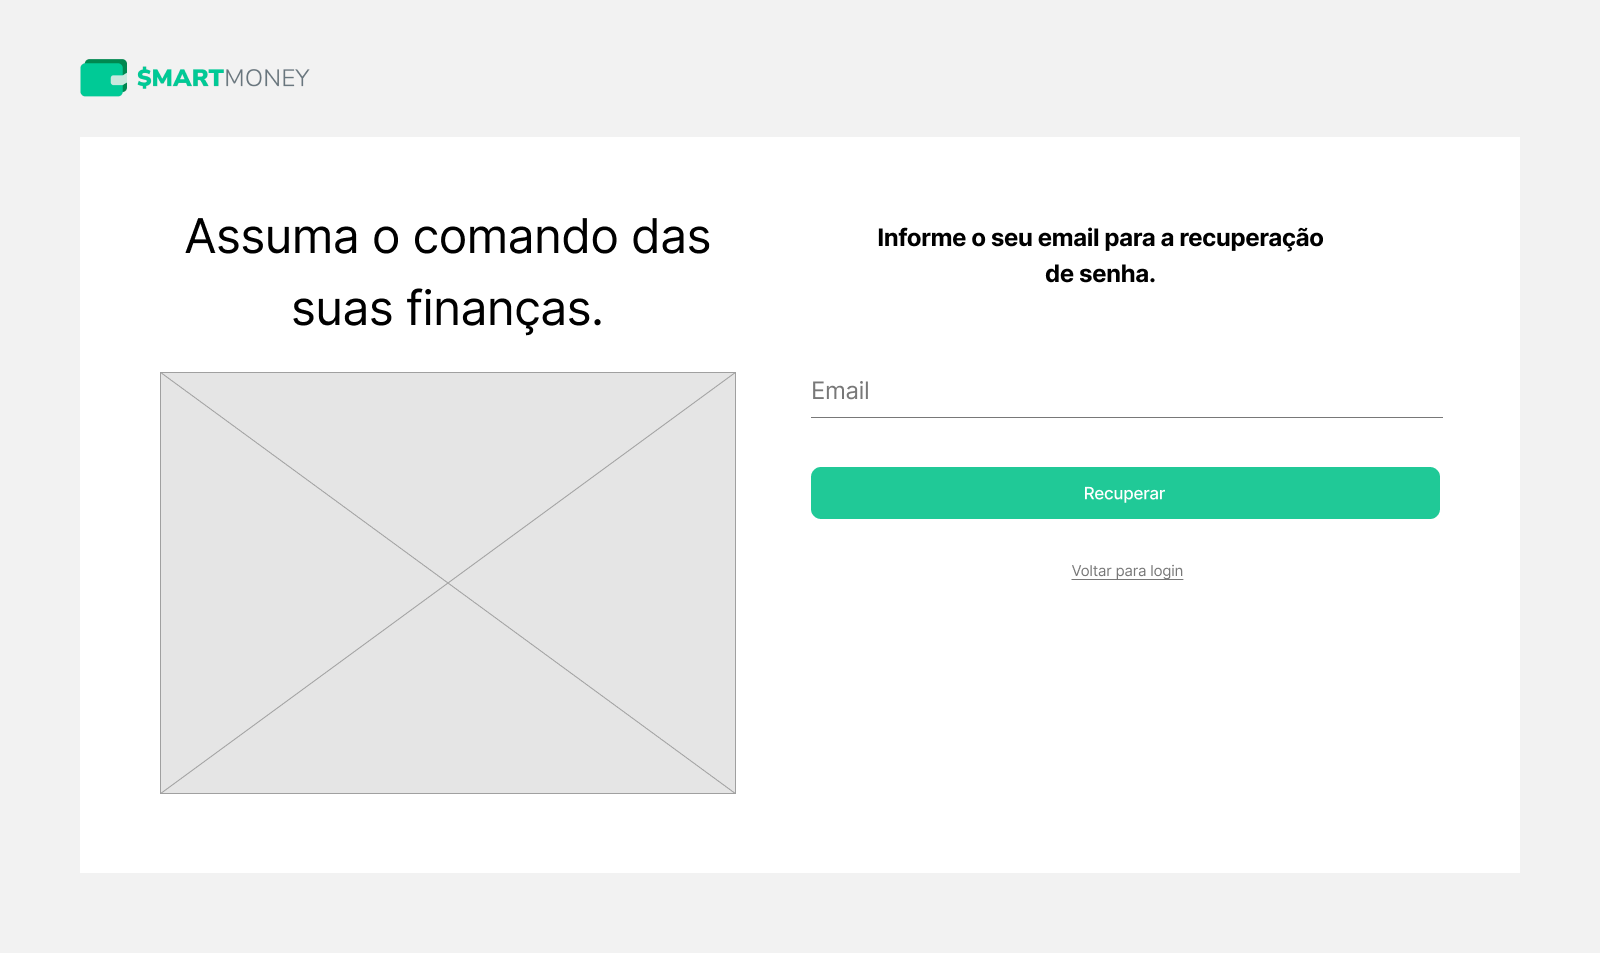 $MARTMONEY
Assuma o comando das
suas finanças.
Informe o seu email para a recuperação
de senha.
Email
Recuperar
Voltar para login